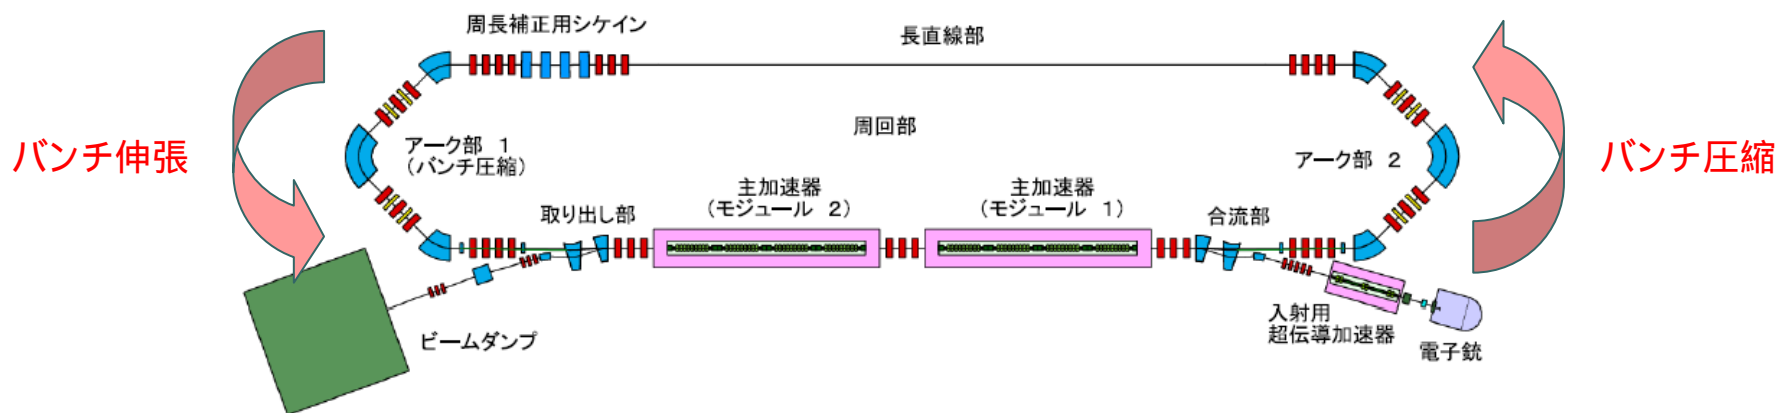 周長補正用シケイン
長直線部
周回部
バンチ伸張
アーク部 1
(バンチ圧縮)
アーク部 2
バンチ圧縮
取り出し部
主加速器
(モジュール 2)
主加速器
(モジュール 1)
合流部
ビームダンプ
入射用
超伝導加速器
電子銃